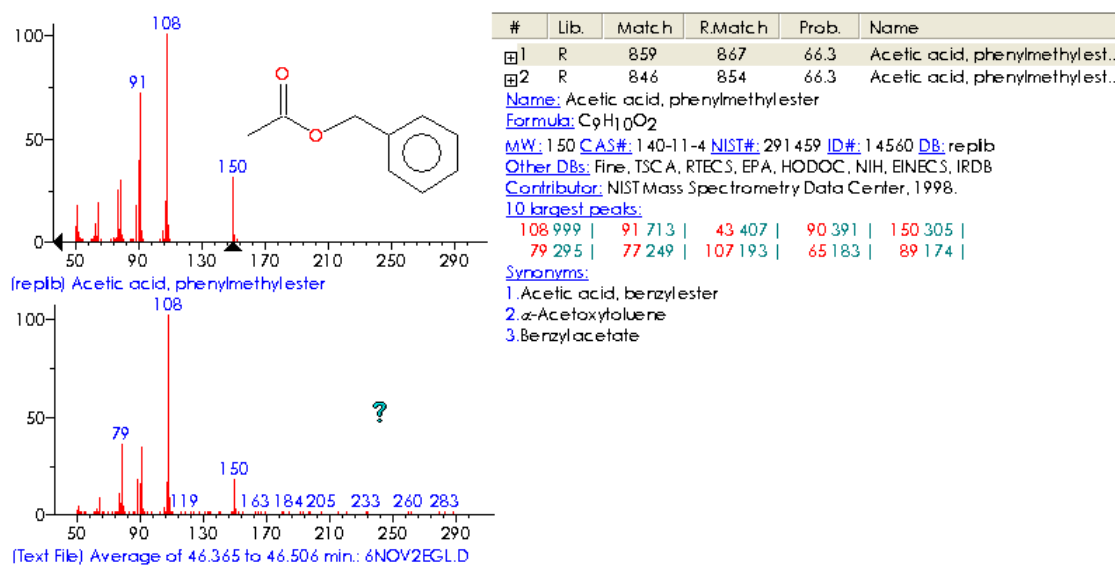 108
100
91
O
50
O
150
0
50 90 130 170 210 250 290
(replib) Acetic acid, phenylmethylester
108
100
?
50
79
150
119 163 184 205 233 260 283
0
50 90 130 170 210 250 290
(Text File) Average of 46.365 to 46.506 min.: 6NOV2EGL.D
# Lib. Match R.Match Prob. Name
1 R 859 867 66.3 Acetic acid, phenylmethylest..
2 R 846 854 66.3 Acetic acid, phenylmethylest..
Name: Acetic acid, phenylmethylester
Formula: C9H10O2
MW: 150 CAS#: 140-11-4 NIST#: 291459 ID#: 14560 DB: replib
Other DBs: Fine, TSCA, RTECS, EPA, HODOC, NIH, EINECS, IRDB
Contributor: NIST Mass Spectrometry Data Center, 1998.
10 largest peaks:
108 999 | 91 713 | 43 407 | 90 391 | 150 305 |
79 295 | 77 249 | 107 193 | 65 183 | 89 174 |
Synonyms:
1.Acetic acid, benzylester
2.α-Acetoxytoluene
3.Benzylacetate